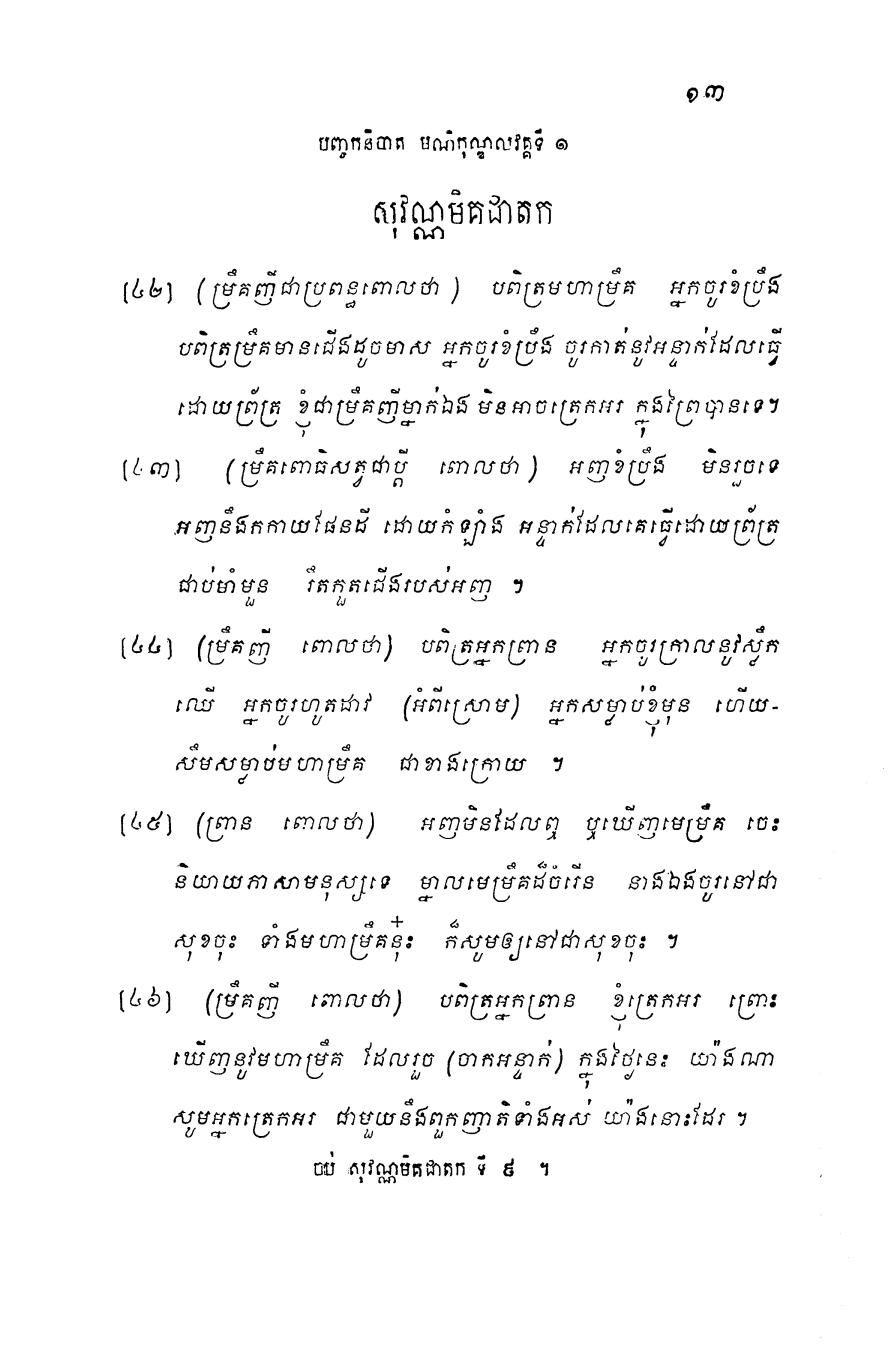 ១៣
បញ្ចកនិបាត មណិកុណ្ឌលវគ្គទី ១
សុវណ្ណមិគជាតក
[៤២] (ម្រឹគញីជាប្រពន្ធពោលថា) បពិត្រមហាម្រឹគ អ្នកចូរខំប្រឹង
បពិត្រម្រឹគមានជើងដូចមាស អ្នកចូរខំប្រឹង ចូរកាត់នូវអន្ទាក់ដែលធ្វើ
ដោយព្រ័ត្រ ខ្ញុំជាម្រឹគញីម្នាក់ឯង មិនអាចត្រេកអរ ក្នុងព្រៃបានទេ។
[៤៣] (ម្រឹគពោធិសត្វជាប្តី ពោលថា) អញខំប្រឹង មិនរួចទេ
អញនឹងកកាយផែនដី ដោយកំឡាំង អន្ទាក់ដែលគេធ្វើដោយព្រ័ត្រ
ជាប់មាំមួន រឹតកួតជើងរបស់អញ ។
[៤៤] (ម្រឹគញី ពោលថា) បពិត្រអ្នកព្រាន អ្នកចូរក្រាលនូវស្លឹក
ឈើ អ្នកចូរហូតដាវ (អំពីស្រោម) អ្នកសម្លាប់ខ្ញុំមុន ហើយ-
សឹមសម្លាប់មហាម្រឹគ ជាខាងក្រោយ ។
[៤៥] (ព្រាន ពោលថា) អញមិនដែលឮ ឬឃើញមេម្រឹគ ចេះ
និយាយភាសាមនុស្សទេ ម្នាលមេម្រឹគដ៏ចំរើន នាងឯងចូរនៅជា
សុខចុះ ទាំងមហាម្រឹគនុ៎ះ ក៏សូមឲ្យនៅជាសុខចុះ ។
[៤៦] (ម្រឹគញី ពោលថា) បពិត្រអ្នកព្រាន ខ្ញុំត្រេកអរ ព្រោះ
ឃើញនូវមហាម្រឹគ ដែលរួច (ចាកអន្ទាក់) ក្នុងថ្ងៃនេះ យ៉ាងណា
សូមអ្នកត្រេកអរ ជាមួយនឹងពួកញាតិទាំងអស់ យ៉ាងនោះដែរ ។
ចប់ សុវណ្ណមិគជាតក ទី ៩ ។